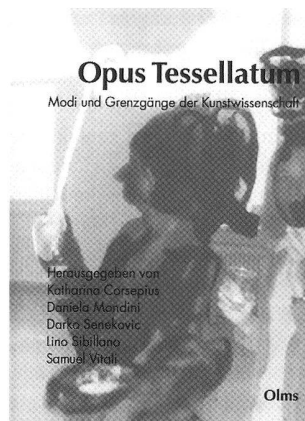 Opus Tessellatum
Modi und Grenzgänge der Kunstwissenschaft
Herausgegeben von
Katharina Corsepius
Daniela Mondini
Darko Senekavic
Lino Sibillano
Samuel Vitali
Olms